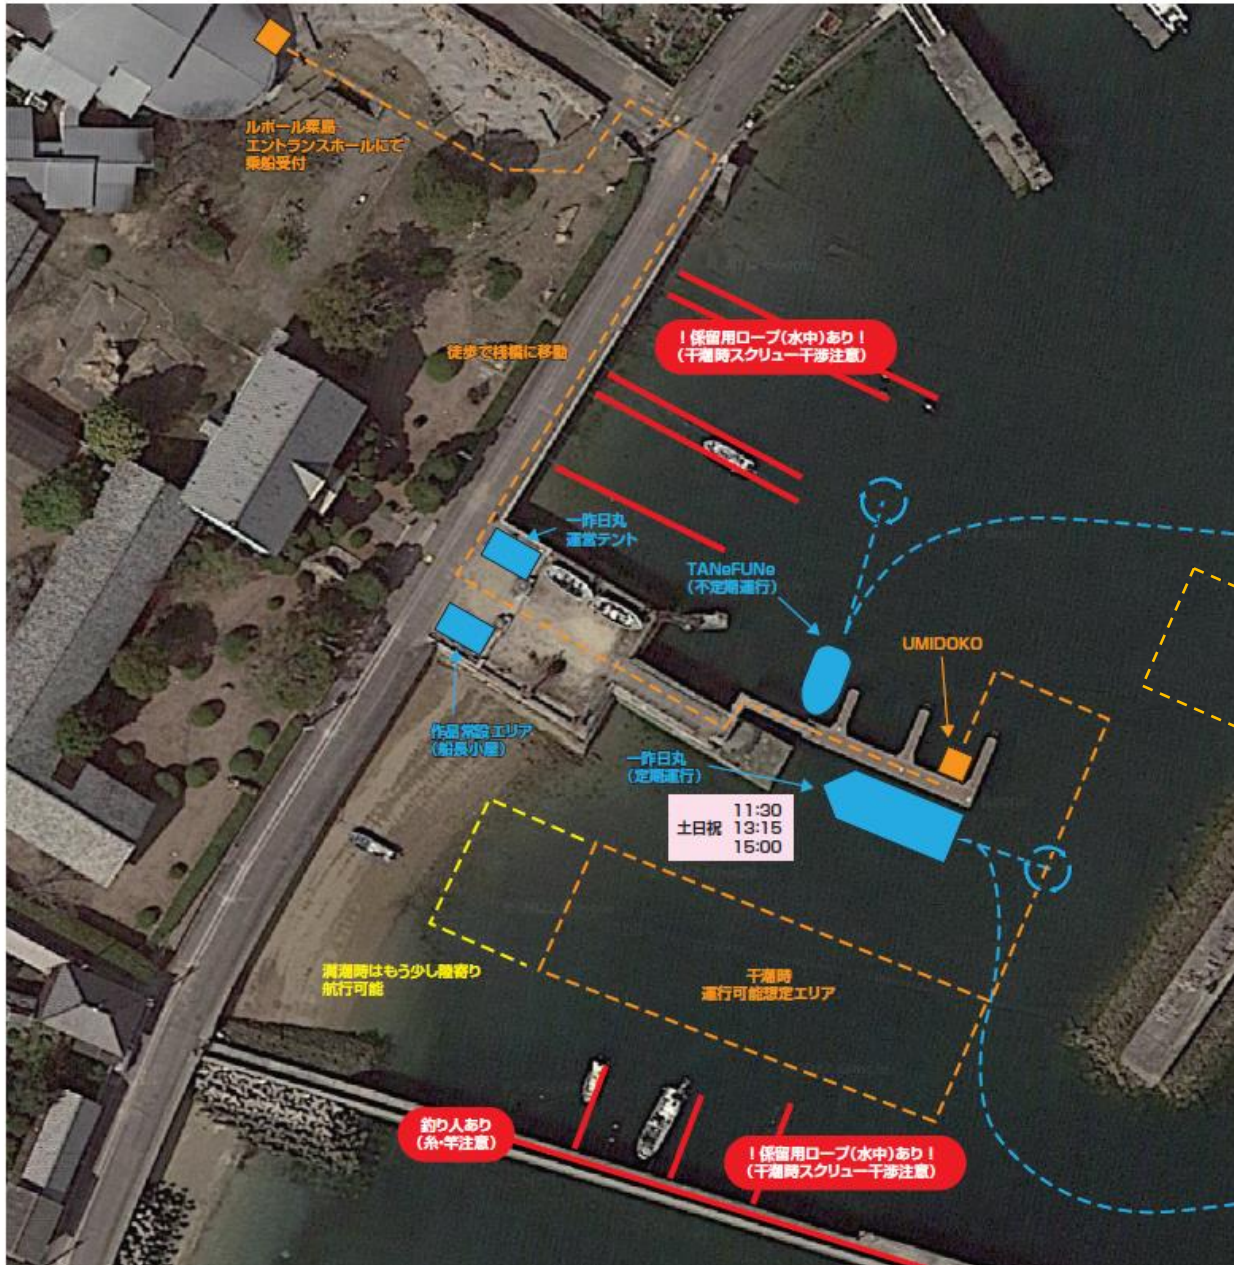 ルポール粟島
エントランスホールにて
乗船受付
！係留用ロープ(水中)あり！
(干潮時スクリュー干渉注意)
徒歩で桟橋に移動
一昨日丸
運営テント
TANeFUNe
(不定期運行)
UMIDOKO
作品常設エリア
(船長小屋)
一昨日丸
(定期運行)
11:30
土日祝 13:15
15:00
満潮時はもう少し陸寄り
航行可能
干潮時
運行可能想定エリア
釣り人あり
(糸・竿注意)
！係留用ロープ(水中)あり！
(干潮時スクリュー干渉注意)